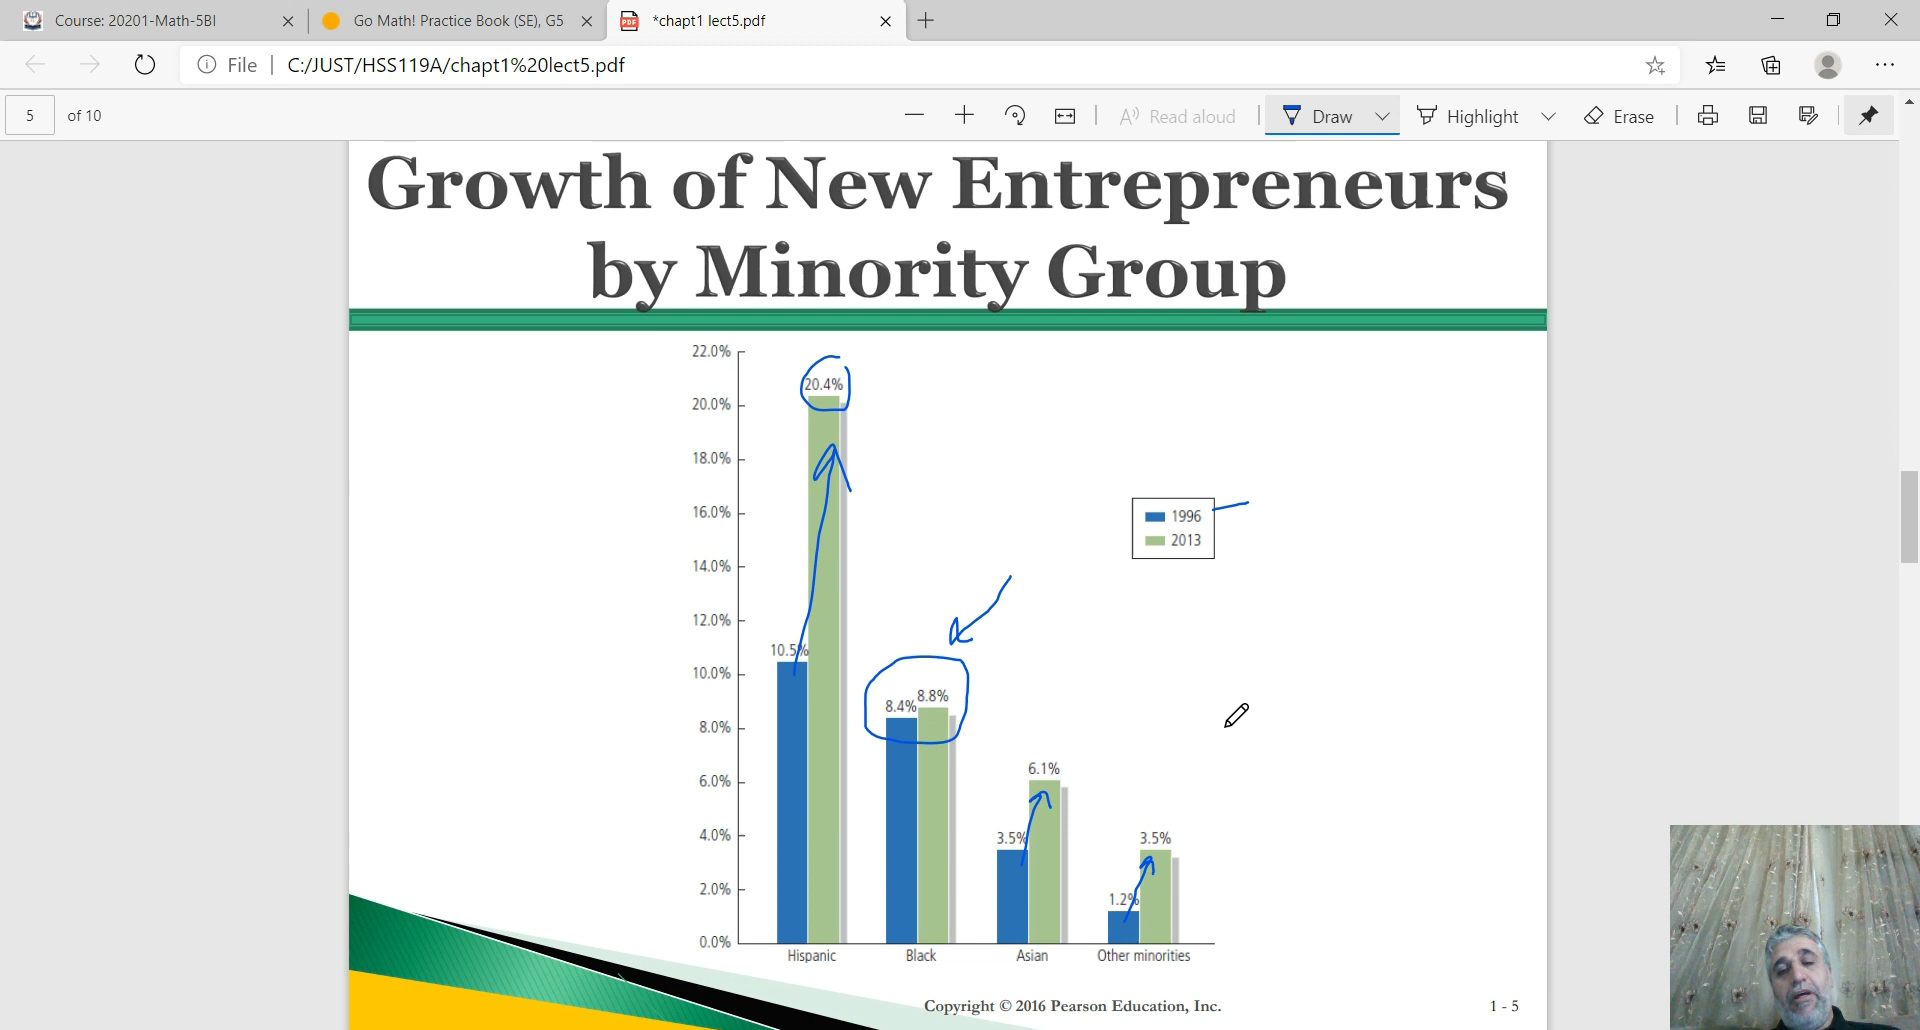 Course: 20201-Math-5BI
Go Math! Practice Book (SE), G5
*chapt1 lect5.pdf
File | C:/JUST/HSS119A/chapt1%20lect5.pdf
5 of 10
Read aloud
Draw
Highlight
Erase
Growth of New Entrepreneurs
by Minority Group
22.0%
20.4%
20.0%
18.0%
16.0%
1996
2013
14.0%
12.0%
10.5%
10.0%
8.4%
8.8%
8.0%
6.1%
6.0%
4.0%
3.5%
3.5%
2.0%
1.2%
0.0%
Hispanic
Black
Asian
Other minorities
Copyright © 2016 Pearson Education, Inc.
1 - 5